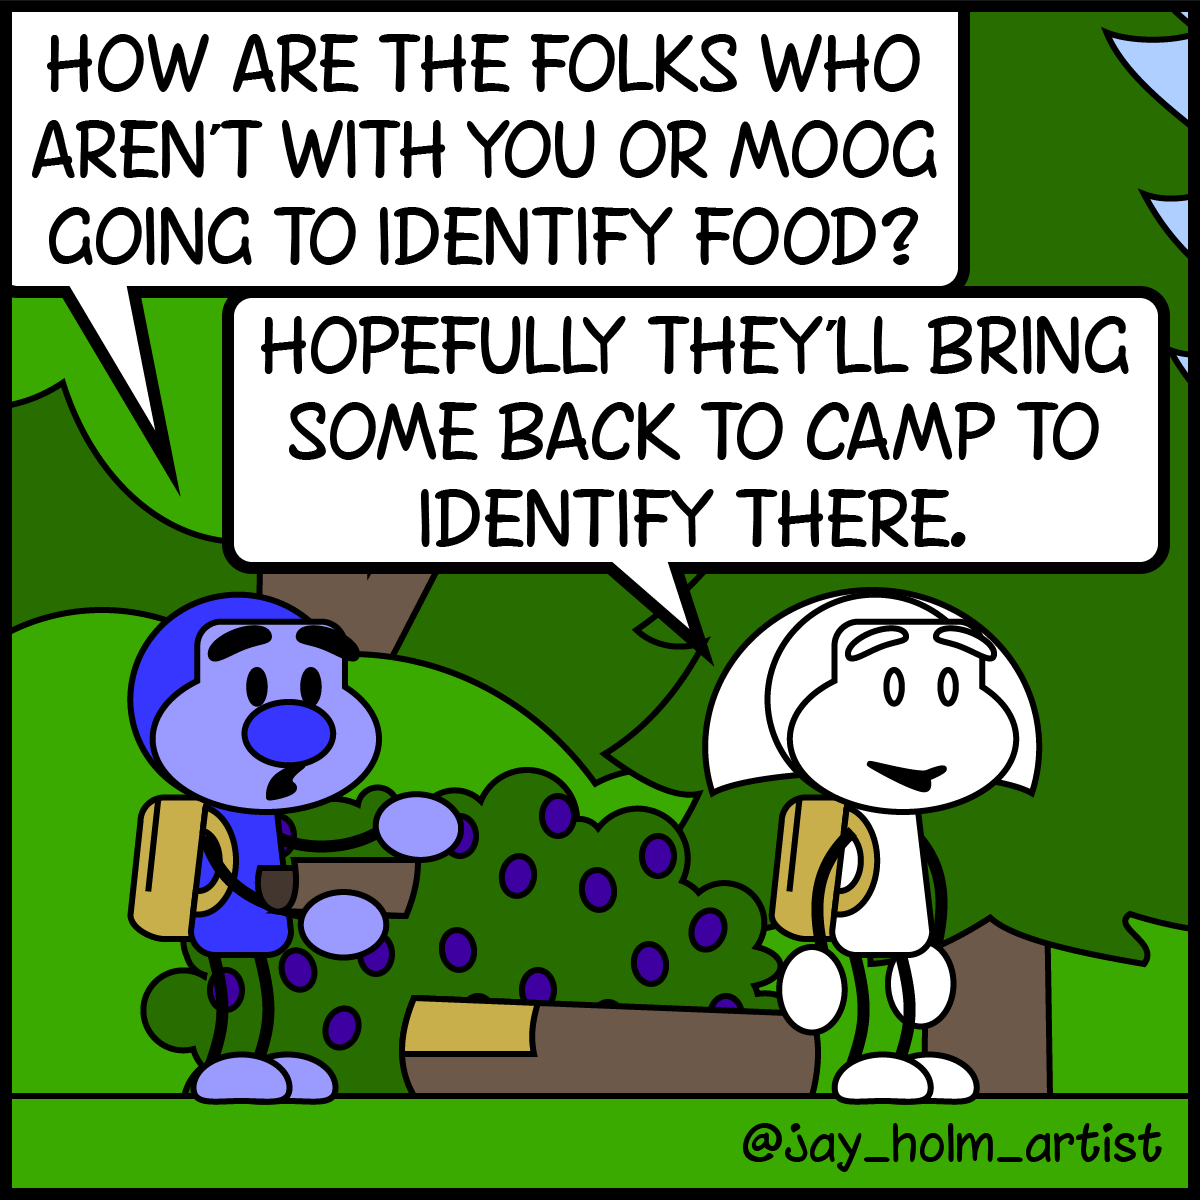 HOW ARE THE FOLKS WHO
AREN'T WITH YOU OR MOOG
GOING TO IDENTIFY FOOD?
HOPEFULLY THEY'LL BRING
SOME BACK TO CAMP TO
IDENTIFY THERE.
@jay_holm_artist